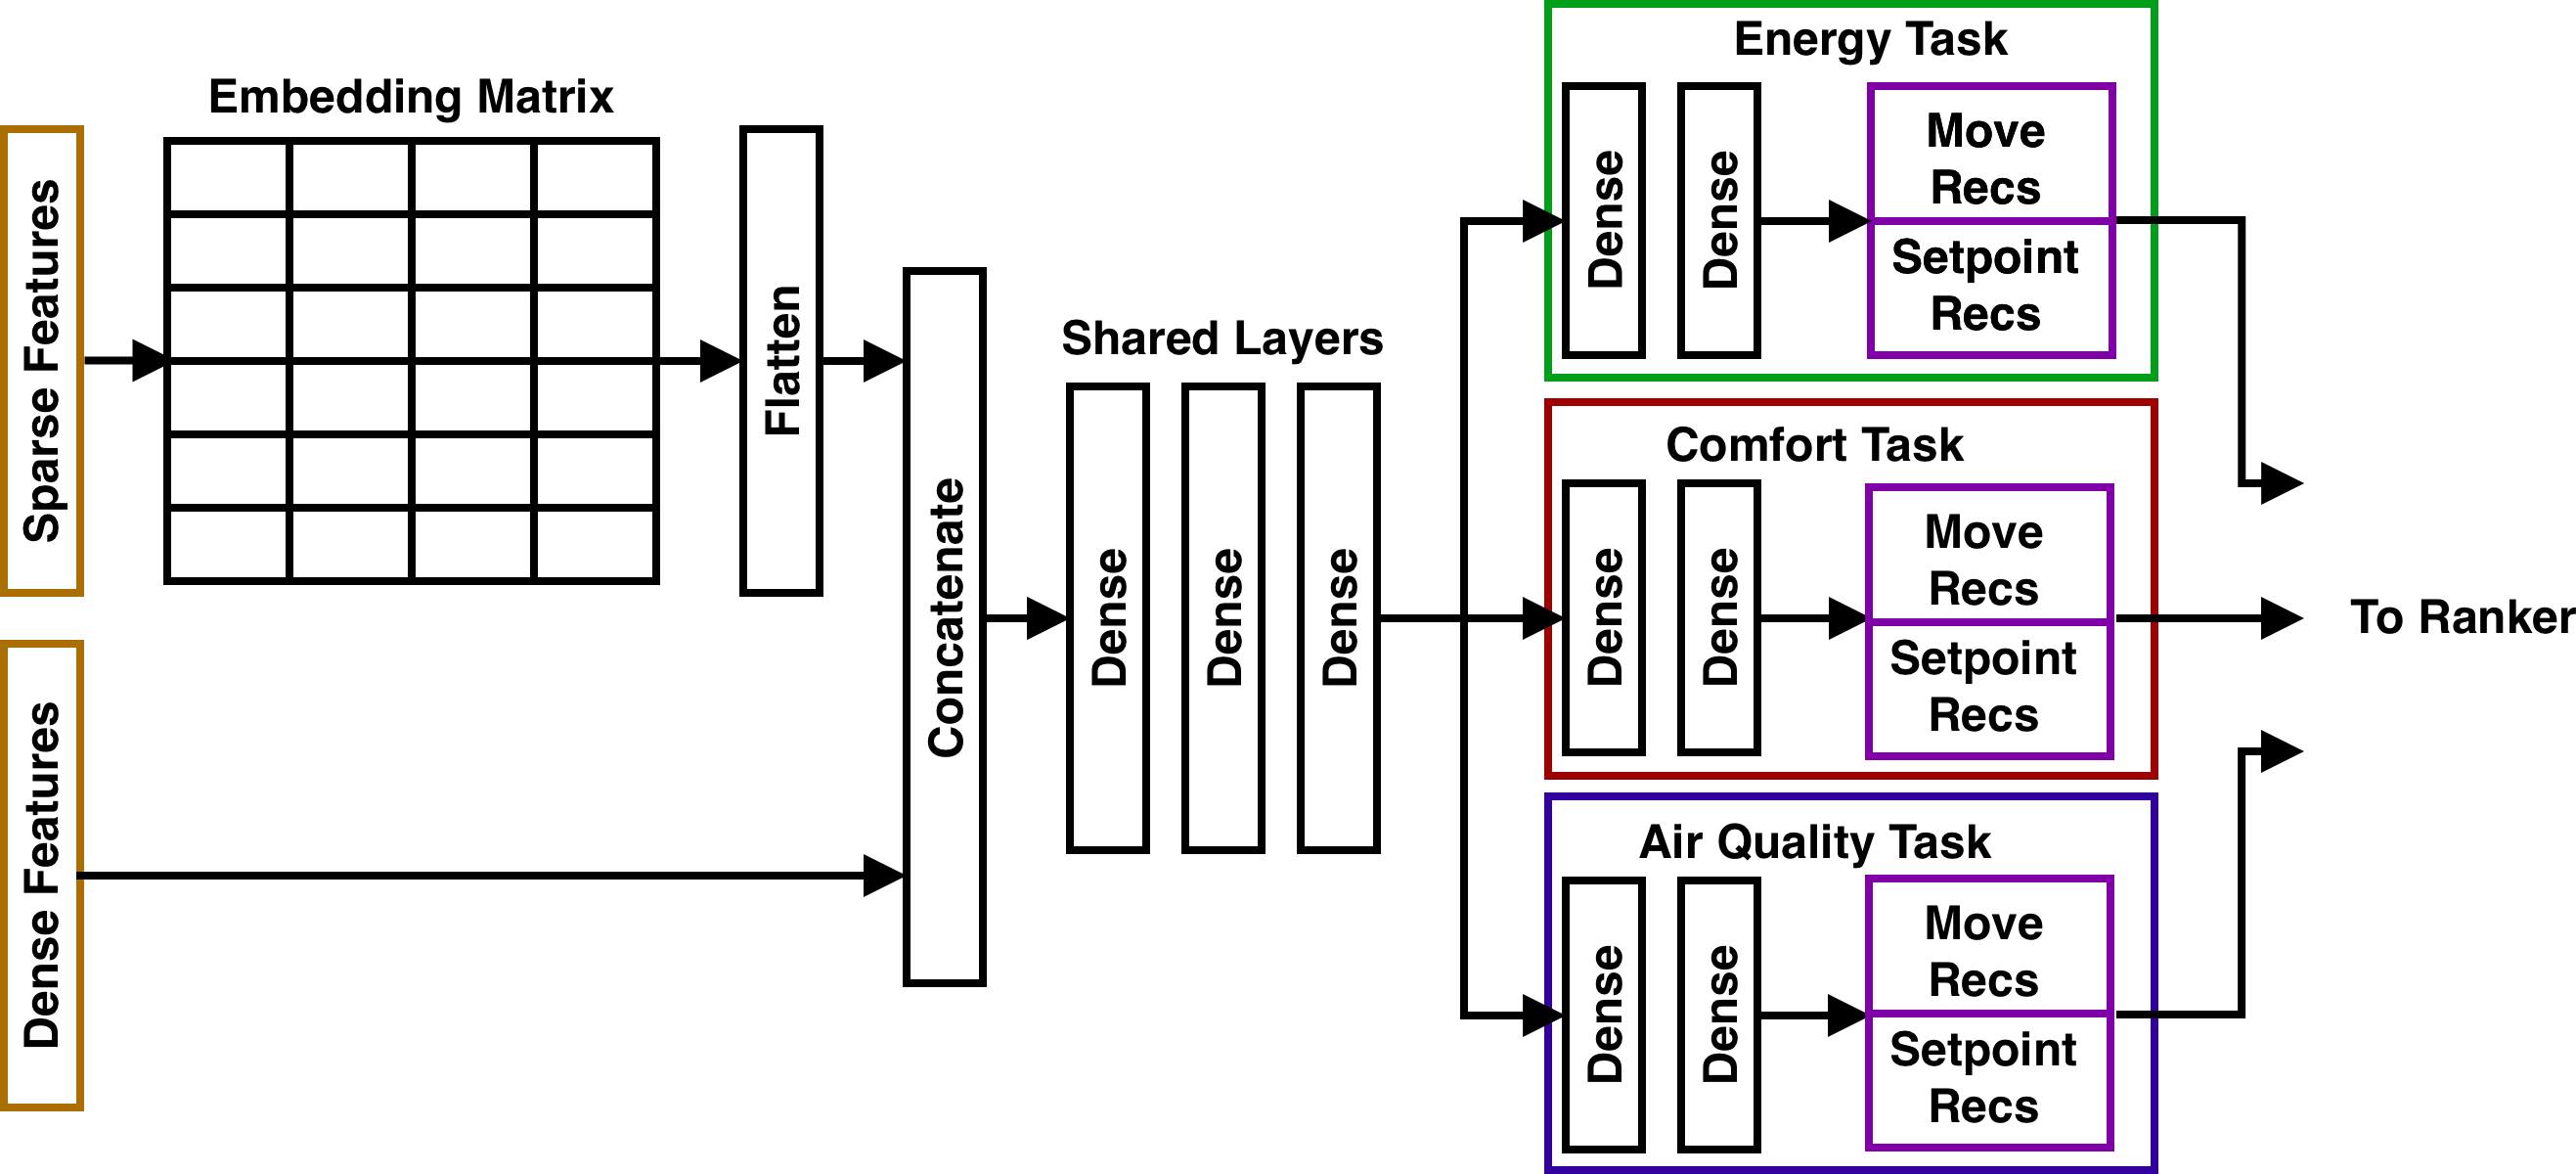 Sparse Features
Dense Features
Embedding Matrix
Flatten
Concatenate
Shared Layers
Dense
Dense
Dense
Energy Task
Dense
Dense
Move
Recs
Setpoint
Recs
Comfort Task
Dense
Dense
Move
Recs
Setpoint
Recs
Air Quality Task
Dense
Dense
Move
Recs
Setpoint
Recs
To Ranker